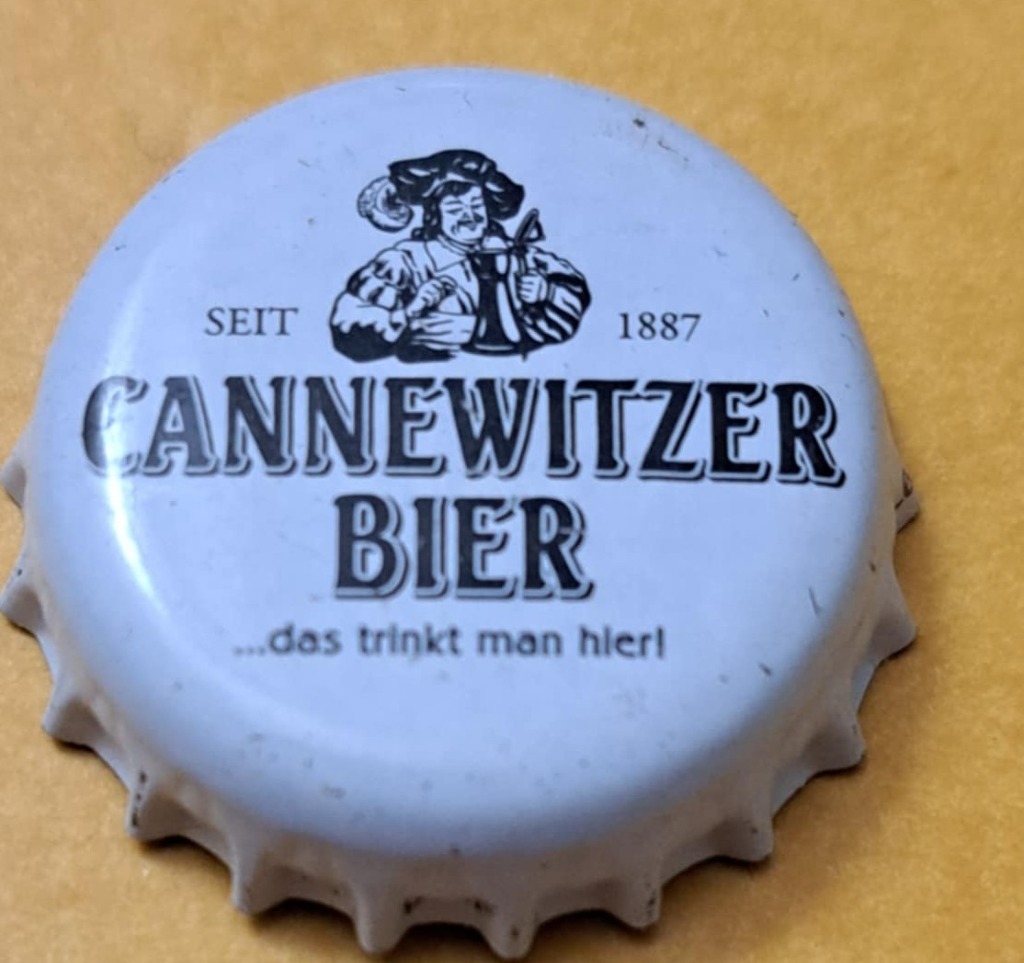 SEIT 1887
CANNEWITZER
BIER
...das trinkt man hier!